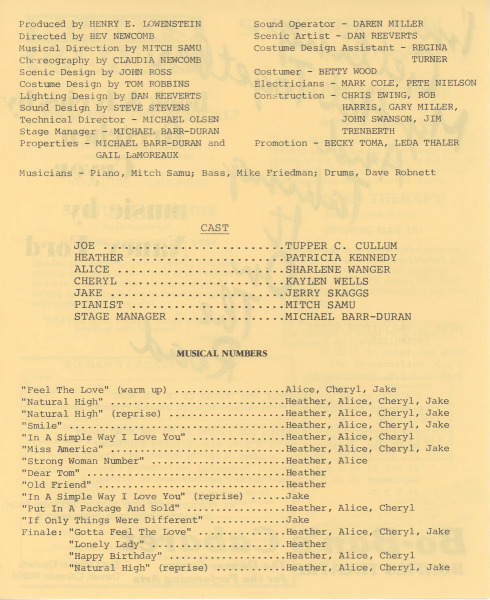 Produced by HENRY E. LOWENSTEIN
Directed by BEV NEWCOMB
Musical Direction by MITCH SAMU
Choreography by CLAUDIA NEWCOMB
Scenic Design by JOHN ROSS
Costume Design by TOM ROBBINS
Lighting Design by DAN REEVERTS
Sound Design by STEVE STEVENS
Technical Director - MICHAEL OLSEN
Stage Manager - MICHAEL BARR-DURAN
Properties - MICHAEL BARR-DURAN and
GAIL LaMOREAUX
Sound Operator - DAREN MILLER
Scenic Artist - DAN REEVERTS
Costume Design Assistant - REGINA
TURNER
Costumer - BETTY WOOD
Electricians - MARK COLE, PETE NIELSON
Construction - CHRIS EWING, ROB
HARRIS, GARY MILLER,
JOHN SWANSON, JIM
TRENBERTH
Promotion - BECKY TOMA, LEDA THALER
Musicians - Piano, Mitch Samu; Bass, Mike Friedman; Drums, Dave Robnett
CAST
JOE ..........................TUPPER C. CULLUM
HEATHER ......................PATRICIA KENNEDY
ALICE ........................SHARLENE WANGER
CHERYL .......................KAYLEN WELLS
JAKE .........................JERRY SKAGGS
PIANIST ......................MITCH SAMU
STAGE MANAGER ................MICHAEL BARR-DURAN
MUSICAL NUMBERS
"Feel The Love" (warm up) ..................Alice, Cheryl, Jake
"Natural High" .............................Heather, Alice, Cheryl, Jake
"Natural High" (reprise) ...................Heather, Alice, Cheryl, Jake
"Smile" ....................................Heather, Alice, Cheryl, Jake
"In A Simple Way I Love You" ...............Heather, Alice, Cheryl
"Miss America" .............................Heather, Alice, Cheryl, Jake
"Strong Woman Number" ......................Heather, Alice
"Dear Tom" .................................Heather
"Old Friend" ...............................Heather
"In A Simple Way I Love You" (reprise) .....Jake
"Put In A Package And Sold" ................Heather, Alice, Cheryl
"If Only Things Were Different" ............Jake
Finale: "Gotta Feel The Love" ..............Heather, Alice, Cheryl, Jake
"Lonely Lady" ......................Heather
"Happy Birthday" ...................Heather, Alice, Cheryl
"Natural High" (reprise) ...........Heather, Alice, Cheryl, Jake